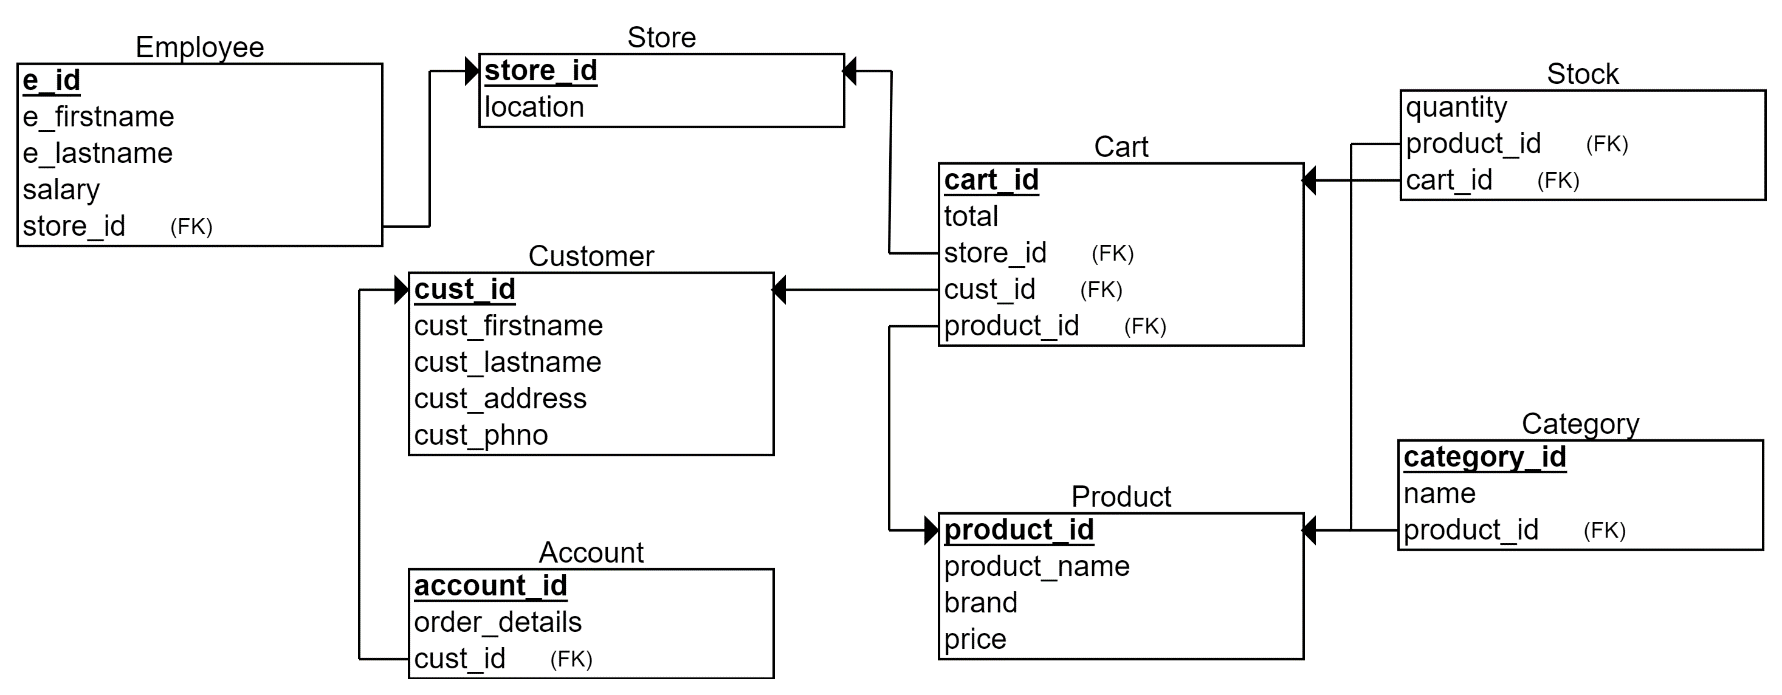 Employee
e_id
e_firstname
e_lastname
salary
store_id (FK)
Store
store_id
location
Stock
quantity
product_id (FK)
cart_id (FK)
Cart
cart_id
total
store_id (FK)
cust_id (FK)
product_id (FK)
Customer
cust_id
cust_firstname
cust_lastname
cust_address
cust_phno
Category
category_id
name
product_id (FK)
Product
product_id
product_name
brand
price
Account
account_id
order_details
cust_id (FK)